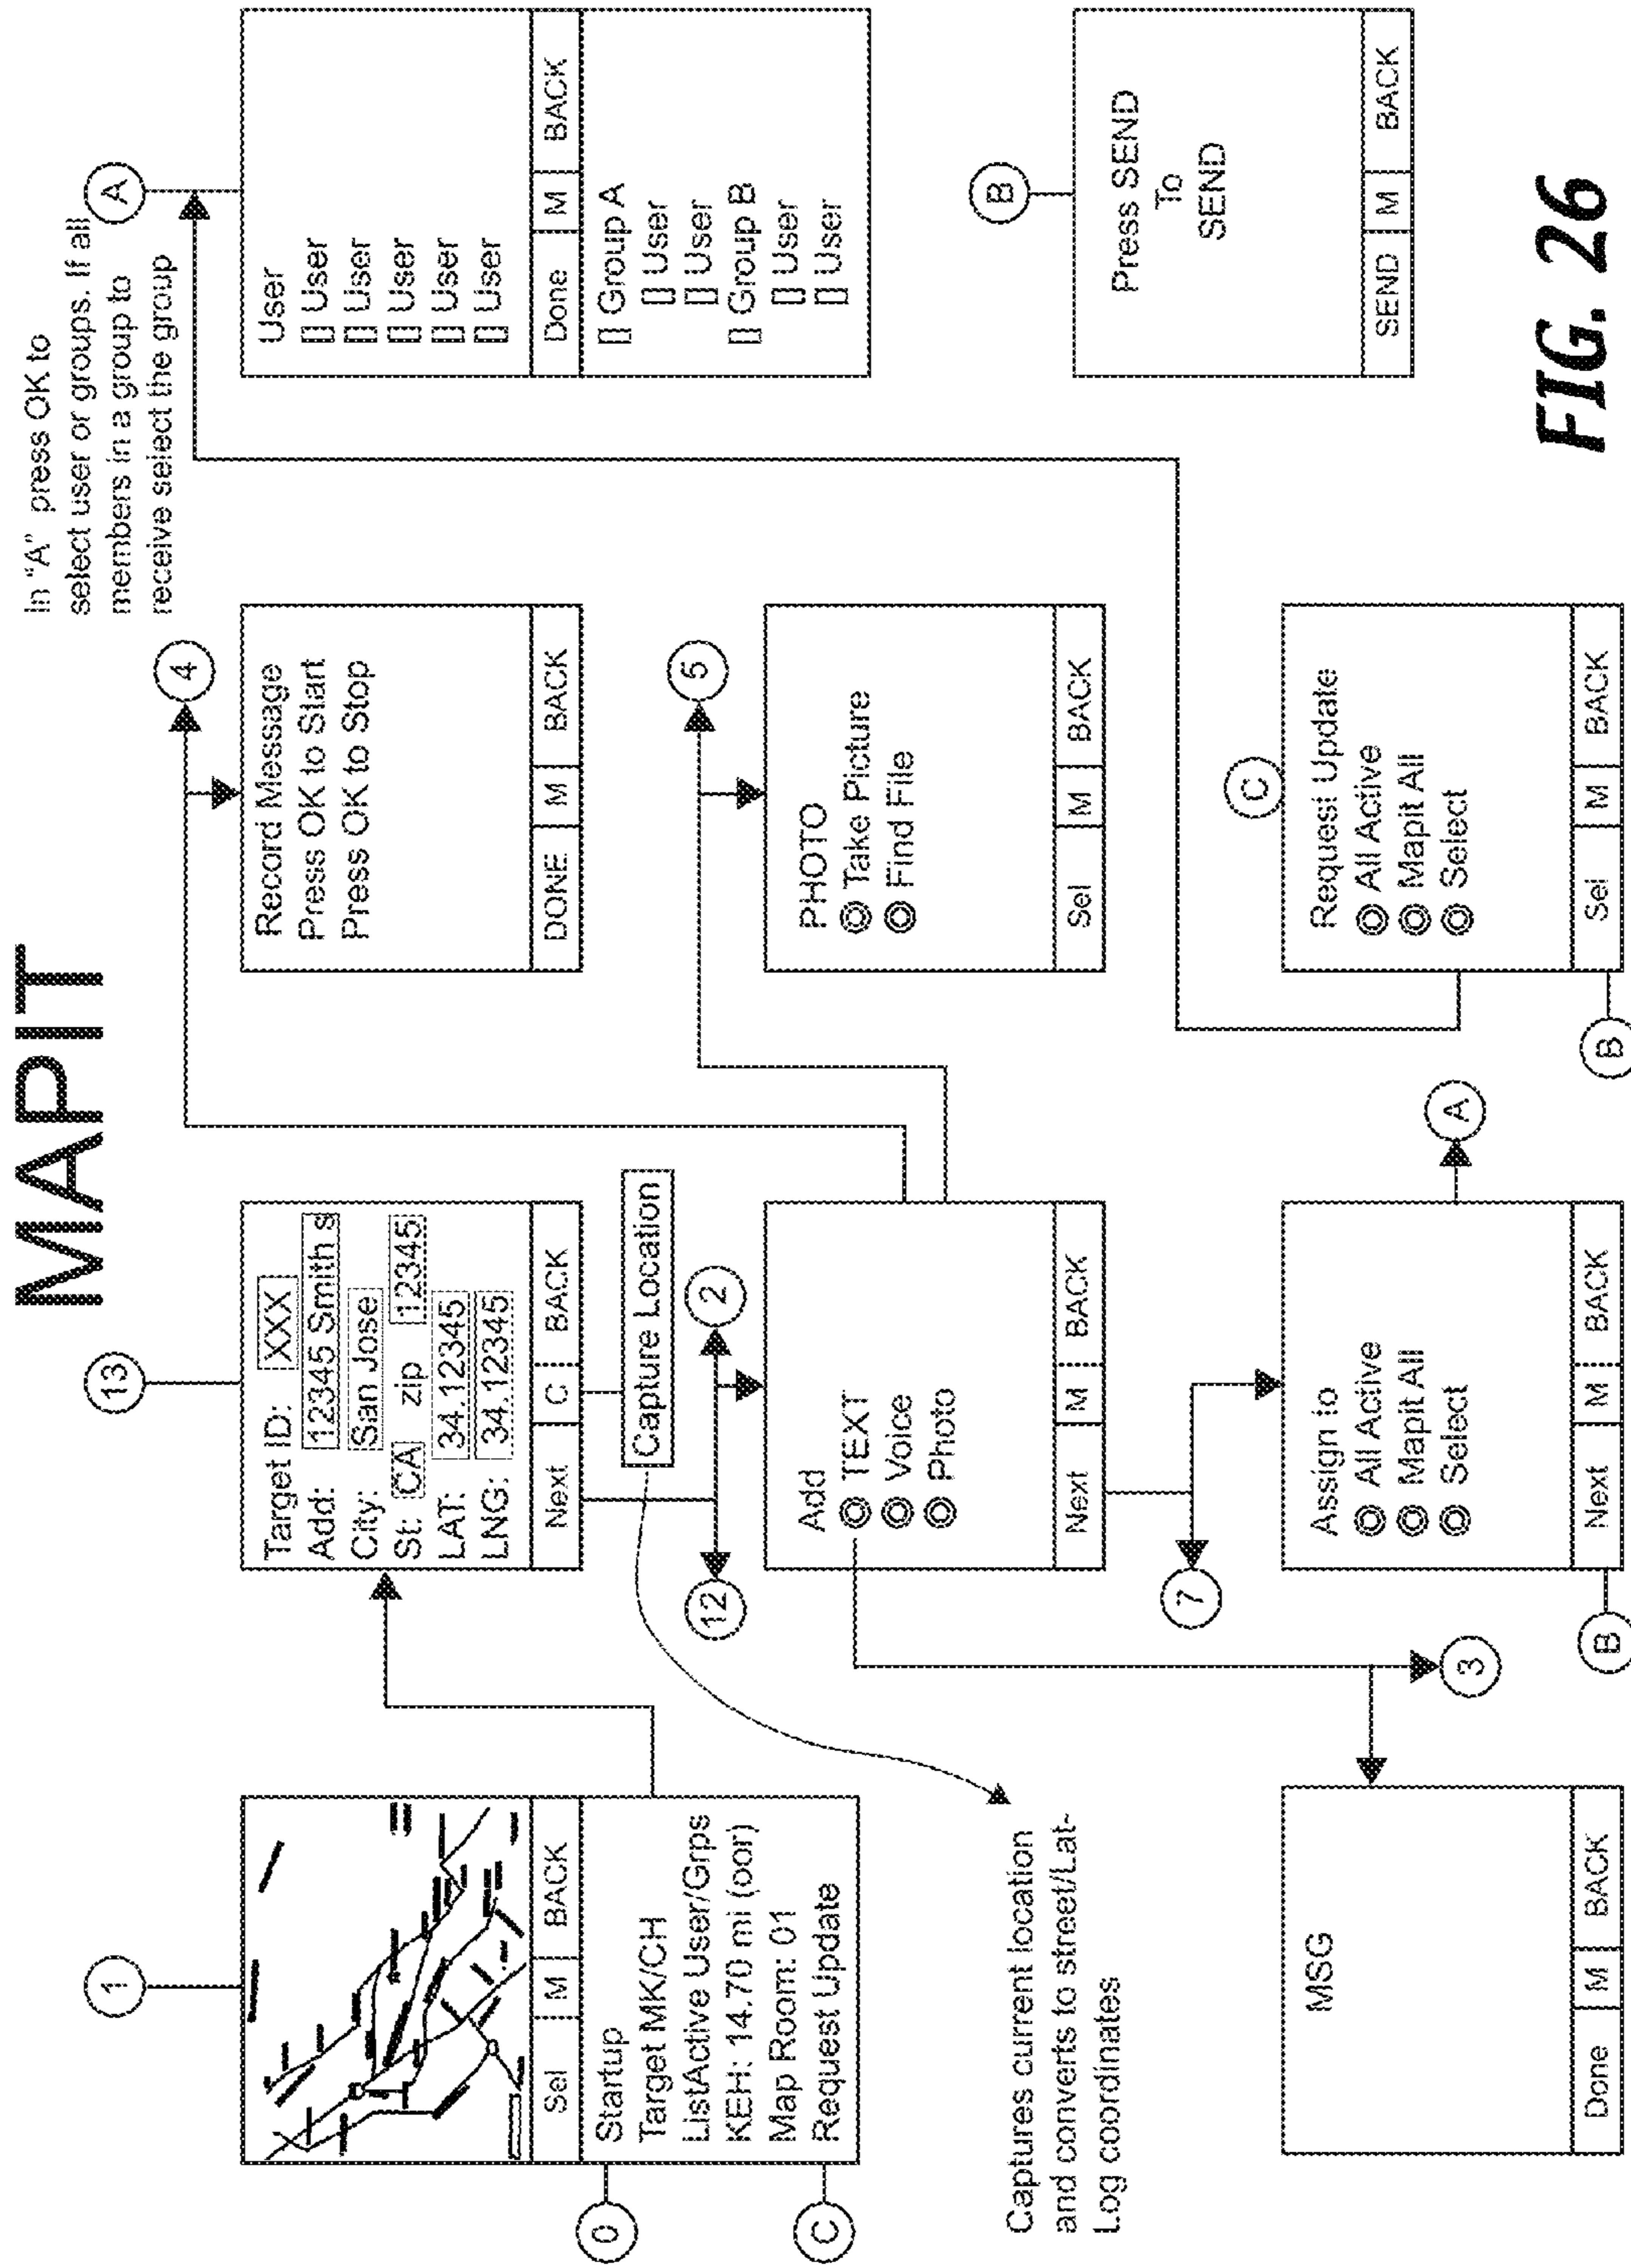 MAPIT
1
Sel M BACK
0
Startup
Target MK/CH
ListActive User/Grps
KEH: 14.70 mi (oor)
Map Room: 01
Request Update
C
Captures current location
and converts to street/Lat-
Log coordinates
MSG
Done M BACK
13
Target ID: XXX
Add: 12345 Smith s
City: San Jose
St: CA zip 12345
LAT: 34.12345
LNG: 34.12345
Next C BACK
Capture Location
12
2
Add
TEXT
Voice
Photo
Next M BACK
3
7
Assign to
All Active
Mapit All
Select
Next M BACK
B
A
4
Record Message
Press OK to Start
Press OK to Stop
DONE M BACK
5
PHOTO
Take Picture
Find File
Sel M BACK
C
Request Update
All Active
Mapit All
Select
Sel M BACK
B
In "A" press OK to
select user or groups. If all
members in a group to
receive select the group
A
User
[] User
[] User
[] User
[] User
[] User
Done M BACK
[] Group A
[] User
[] User
[] Group B
[] User
[] User
B
Press SEND
To
SEND
SEND M BACK
FIG. 26